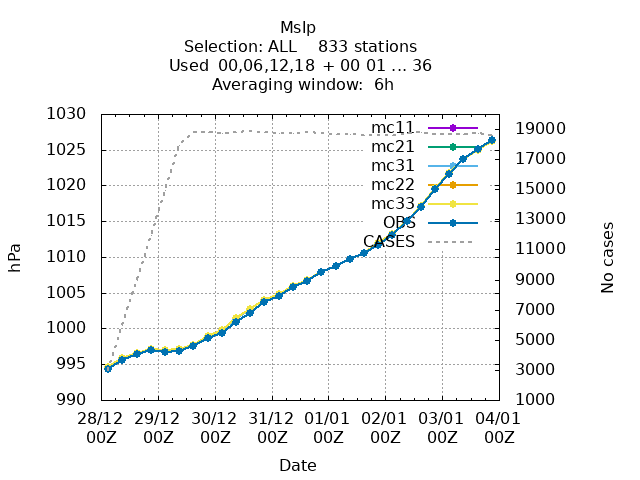 Mslp
Selection: ALL    833 stations
Used  00,06,12,18 + 00 01 ... 36
Averaging window:  6h
hPa
1030
1025
1020
1015
1010
1005
1000
995
990
mc11
mc21
mc31
mc22
mc33
OBS
CASES
19000
17000
15000
13000
11000
9000
7000
5000
3000
1000
No cases
28/12 29/12 30/12 31/12 01/01 02/01 03/01 04/01
00Z 00Z 00Z 00Z 00Z 00Z 00Z 00Z
Date